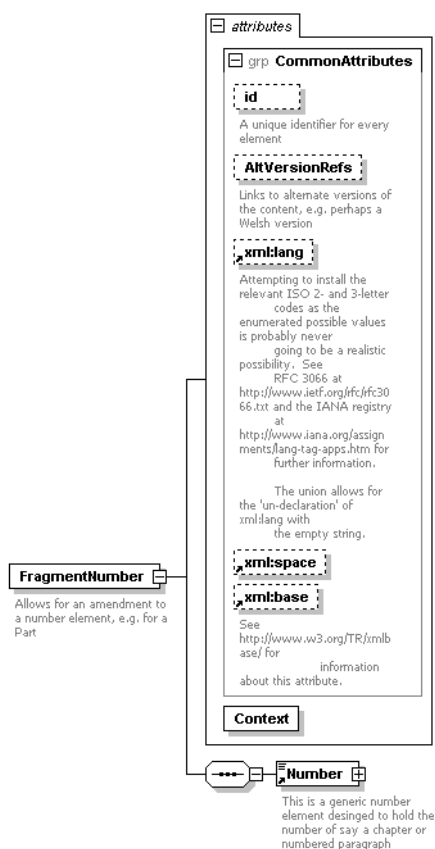 attributes
grp CommonAttributes
id
A unique identifier for every
element
AltVersionRefs
Links to alternate versions of
the content, e.g. perhaps a
Welsh version
xml:lang
Attempting to install the
relevant ISO 2- and 3-letter
codes as the
enumerated possible values
is probably never
going to be a realistic
possibility. See
RFC 3066 at
http://www.ietf.org/rfc/rfc30
66.txt and the IANA registry
at
http://www.iana.org/assign
ments/lang-tag-apps.htm for
further information.
The union allows for
the 'un-declaration' of
xml:lang with
the empty string.
xml:space
xml:base
See
http://www.w3.org/TR/xmlb
ase/ for
information
about this attribute.
Context
FragmentNumber
Allows for an amendment to
a number element, e.g. for a
Part
Number
This is a generic number
element desinged to hold the
number of say a chapter or
numbered paragraph